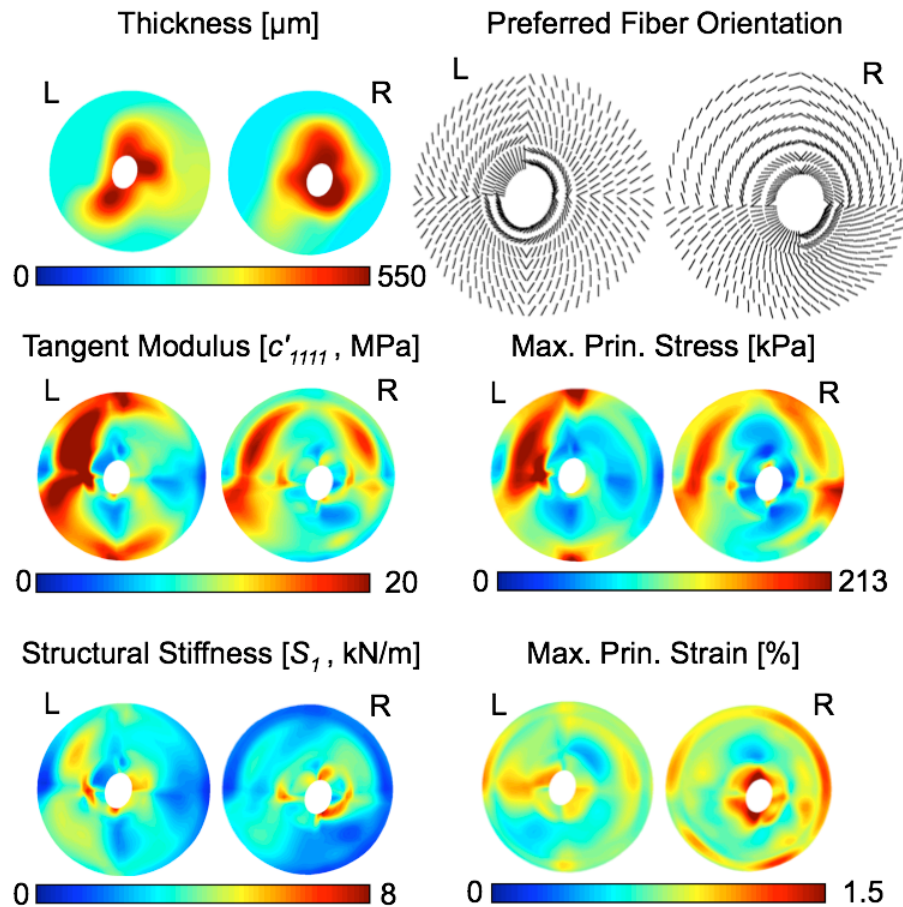 Thickness [µm]
Preferred Fiber Orientation
L
R
L
R
0
550
Tangent Modulus [c'1111 , MPa]
Max. Prin. Stress [kPa]
L
R
L
R
0
20
0
213
Structural Stiffness [S1 , kN/m]
Max. Prin. Strain [%]
L
R
L
R
0
8
0
1.5